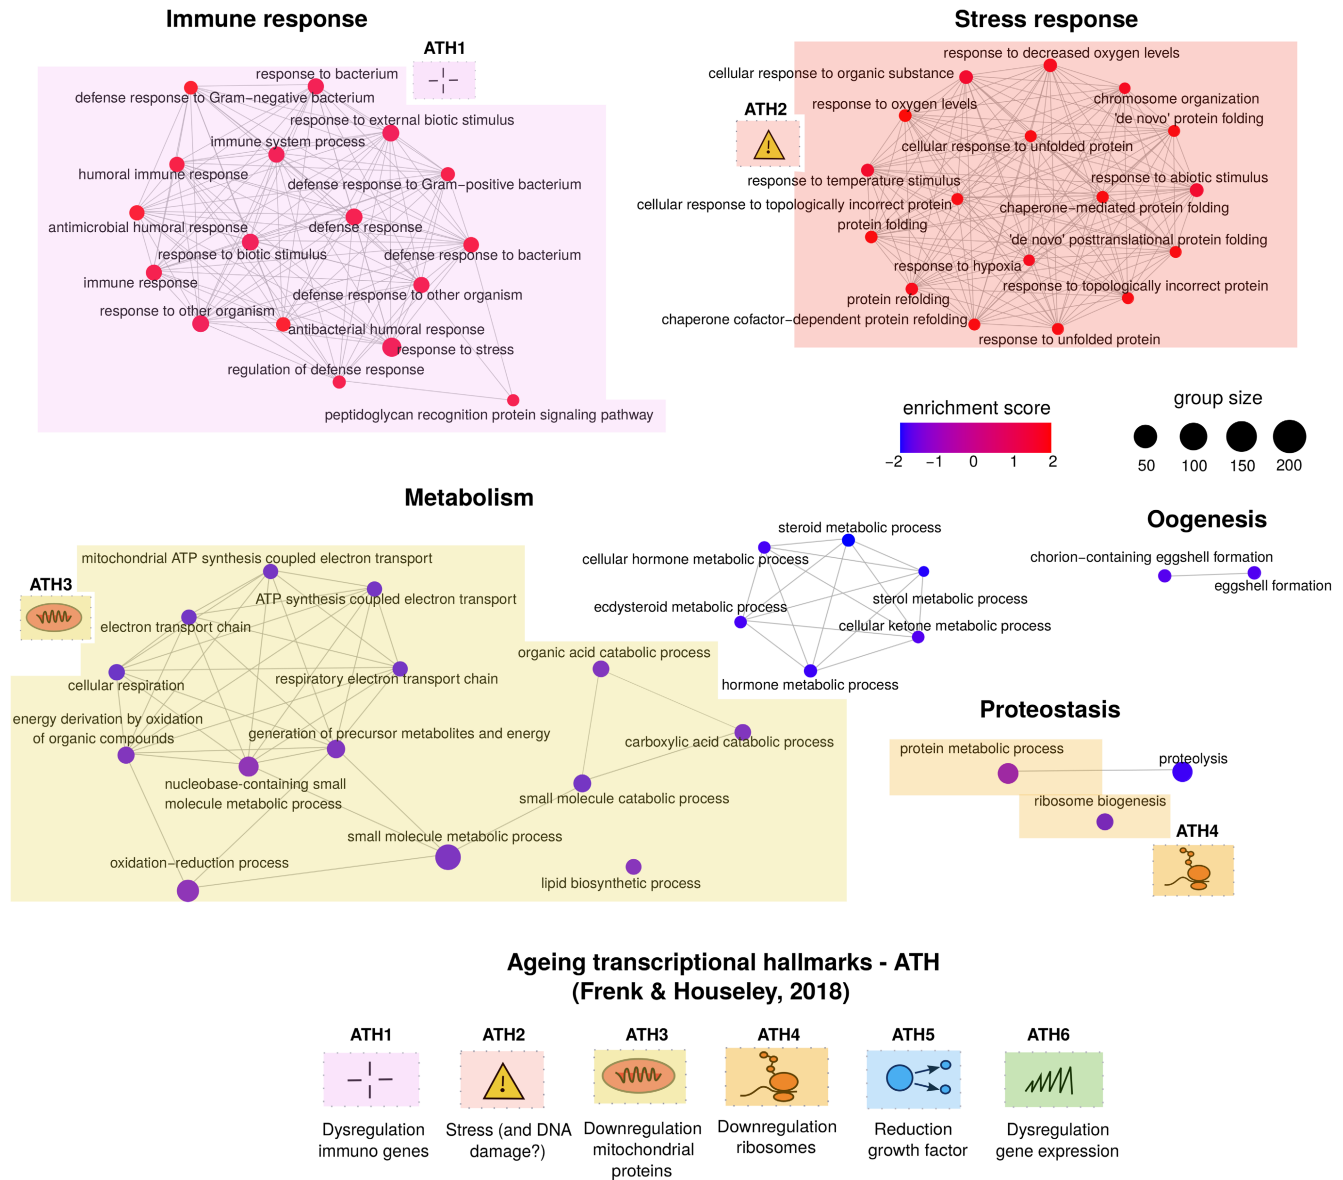 Immune response
ATH1
response to bacterium
defense response to Gram−negative bacterium
response to external biotic stimulus
immune system process
humoral immune response
defense response to Gram−positive bacterium
antimicrobial humoral response
defense response
response to biotic stimulus
defense response to bacterium
immune response
defense response to other organism
response to other organism
antibacterial humoral response
response to stress
regulation of defense response
peptidoglycan recognition protein signaling pathway
Stress response
ATH2
response to decreased oxygen levels
cellular response to organic substance
chromosome organization
response to oxygen levels
'de novo' protein folding
cellular response to unfolded protein
response to temperature stimulus
response to abiotic stimulus
cellular response to topologically incorrect protein
chaperone−mediated protein folding
protein folding
'de novo' posttranslational protein folding
response to hypoxia
response to topologically incorrect protein
protein refolding
chaperone cofactor−dependent protein refolding
response to unfolded protein
enrichment score
−2
−1
0
1
2
group size
50
100
150
200
Metabolism
ATH3
mitochondrial ATP synthesis coupled electron transport
ATP synthesis coupled electron transport
electron transport chain
cellular respiration
respiratory electron transport chain
energy derivation by oxidation
of organic compounds
generation of precursor metabolites and energy
nucleobase-containing small
molecule metabolic process
organic acid catabolic process
carboxylic acid catabolic process
small molecule catabolic process
small molecule metabolic process
oxidation−reduction process
lipid biosynthetic process
steroid metabolic process
cellular hormone metabolic process
sterol metabolic process
ecdysteroid metabolic process
cellular ketone metabolic process
hormone metabolic process
Oogenesis
chorion-containing eggshell formation
eggshell formation
Proteostasis
protein metabolic process
proteolysis
ribosome biogenesis
ATH4
Ageing transcriptional hallmarks - ATH
(Frenk & Houseley, 2018)
ATH1
Dysregulation
immuno genes
ATH2
Stress (and DNA
damage?)
ATH3
Downregulation
mitochondrial
proteins
ATH4
Downregulation
ribosomes
ATH5
Reduction
growth factor
ATH6
Dysregulation
gene expression